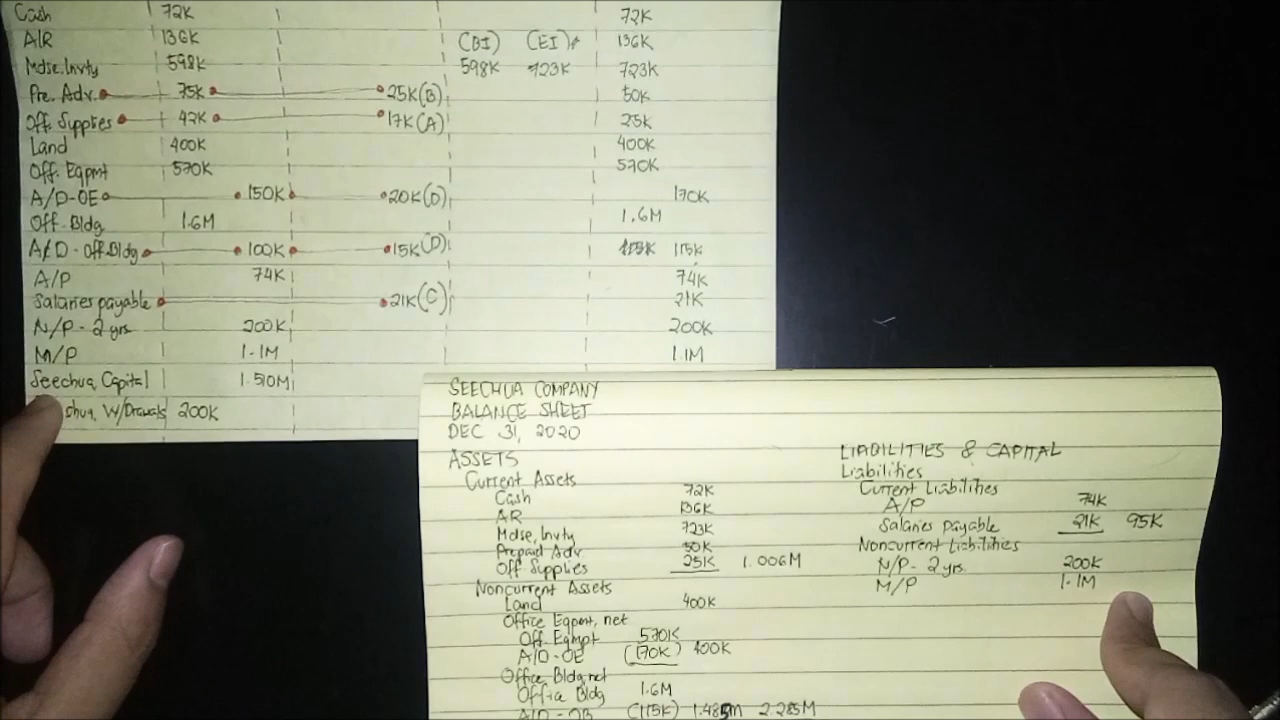 Cash 72K 72K
A/R 136K (BI) (EI) 136K
Mdse. Invty 598K 598K 723K 723K
Pre. Adv. 75K 25K(B) 50K
Off. Supplies 42K 17K(A) 25K
Land 400K 400K
Off. Eqpmt 570K 570K
A/D-OE 150K 20K(D) 170K
Off. Bldg 1.6M 1.6M
A/D - Off. Bldg 100K 15K(D) 115K
A/P 74K 74K
Salaries payable 21K(C) 21K
N/P - 2 yrs. 200K 200K
M/P 1.1M 1.1M
Seechua, Capital 1.510M
chua, W/Drawals 200K
SEECHUA COMPANY
BALANCE SHEET
DEC 31, 2020
ASSETS
Current Assets
Cash 72K
AR 136K
Mdse, Invty 723K
Prepaid Adv. 50K
Off Supplies 25K 1.006M
Noncurrent Assets
Land 400K
Office Eqpmt, net
Off. Eqmpt 570K
A/D-OE (170K) 400K
Office Bldg, net
Office Bldg 1.6M
A/D - OB (115K) 1.485M 2.285M
LIABILITIES & CAPITAL
Liabilities
Current Liabilities
A/P 74K
Salaries payable 21K 95K
Noncurrent Liabilities
N/P- 2 yrs. 200K
M/P 1.1M